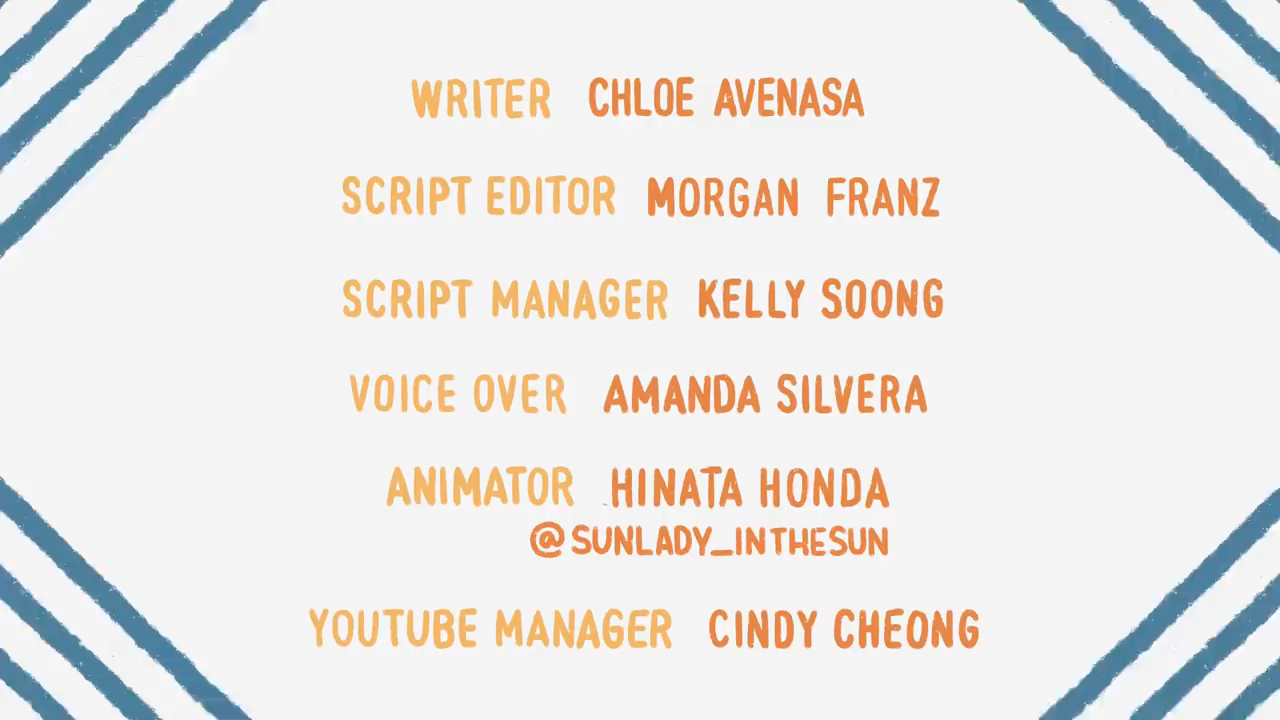 WRITER CHLOE AVENASA
SCRIPT EDITOR MORGAN FRANZ
SCRIPT MANAGER KELLY SOONG
VOICE OVER AMANDA SILVERA
ANIMATOR HINATA HONDA
@SUNLADY_INTHESUN
YOUTUBE MANAGER CINDY CHEONG